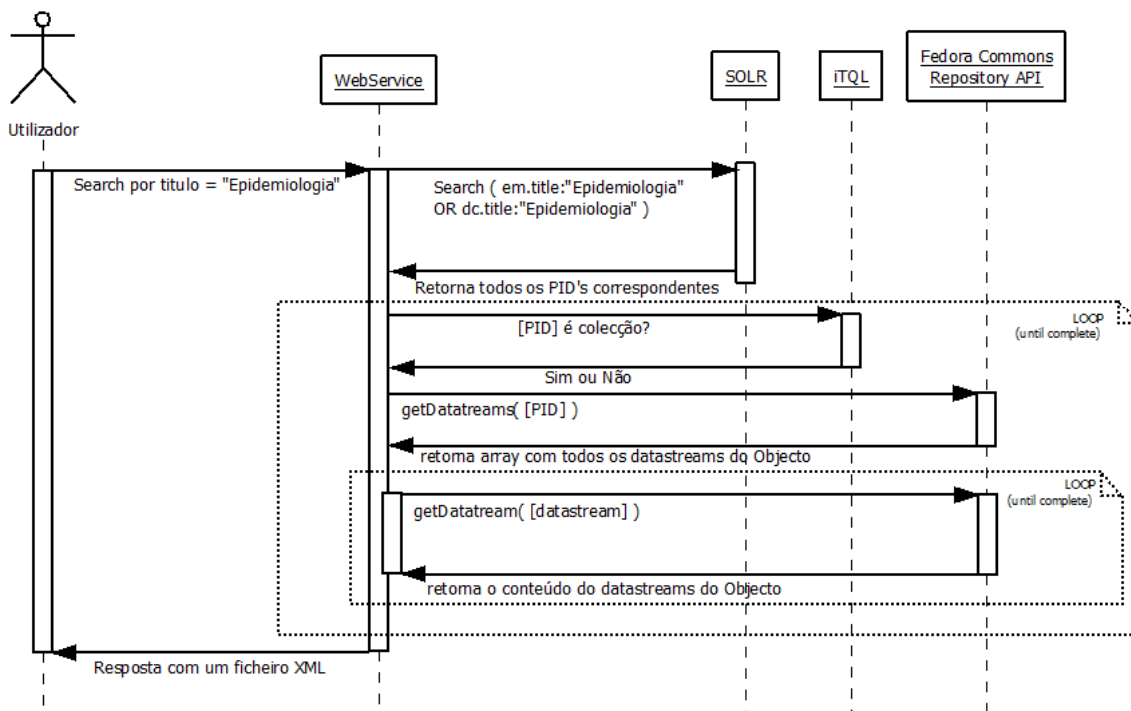 Utilizador
WebService
SOLR
iTQL
Fedora Commons
Repository API
Search por titulo = "Epidemiologia"
Search ( em.title:"Epidemiologia"
OR dc.title:"Epidemiologia" )
Retorna todos os PID's correspondentes
LOOP
(until complete)
[PID] é colecção?
Sim ou Não
getDatatreams( [PID] )
retorna array com todos os datastreams do Objecto
LOOP
(until complete)
getDatatream( [datastream] )
retorna o conteúdo do datastreams do Objecto
Resposta com um ficheiro XML